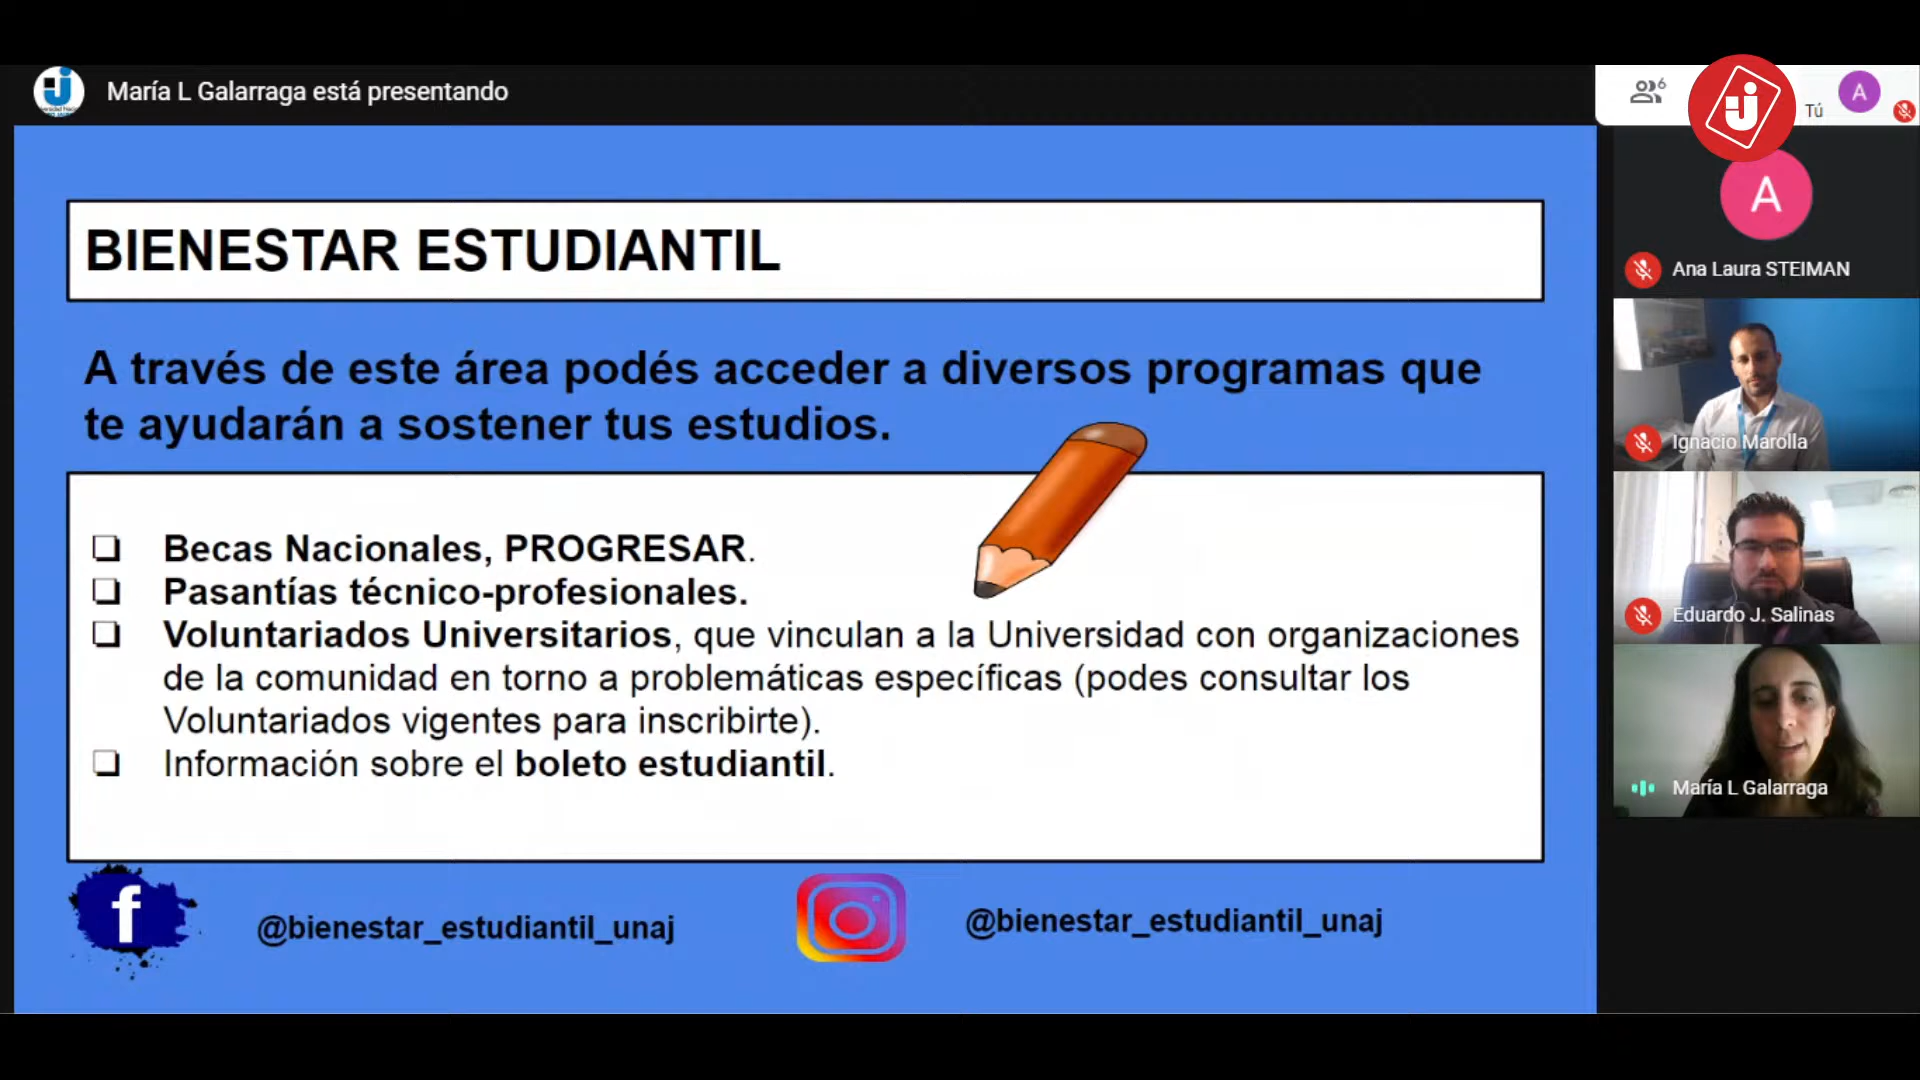 María L Galarraga está presentando
6
Tú
A
BIENESTAR ESTUDIANTIL
A través de este área podés acceder a diversos programas que
te ayudarán a sostener tus estudios.
Becas Nacionales, PROGRESAR.
Pasantías técnico-profesionales.
Voluntariados Universitarios, que vinculan a la Universidad con organizaciones
de la comunidad en torno a problemáticas específicas (podes consultar los
Voluntariados vigentes para inscribirte).
Información sobre el boleto estudiantil.
f
@bienestar_estudiantil_unaj
@bienestar_estudiantil_unaj
A
Ana Laura STEIMAN
Ignacio Marolla
Eduardo J. Salinas
María L Galarraga